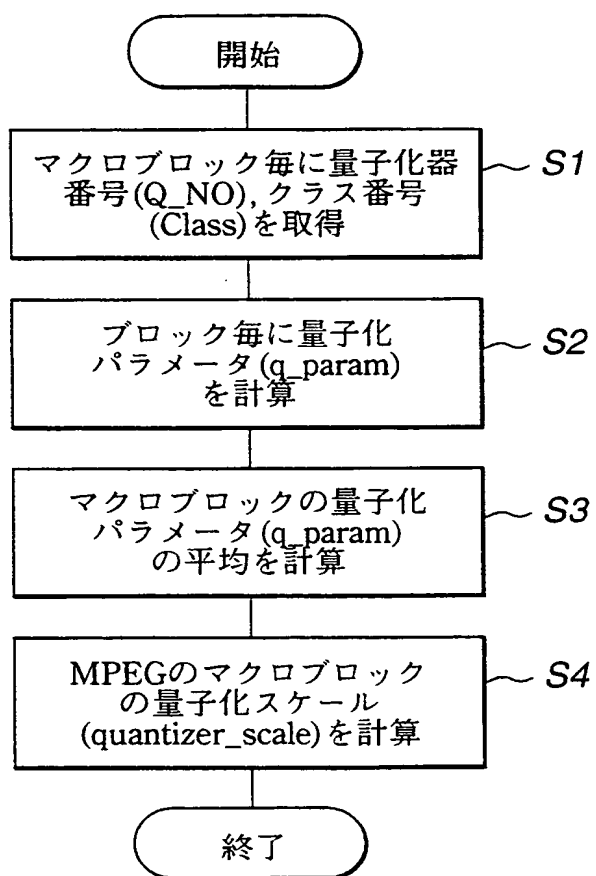 開始
マクロブロック毎に量子化器
番号(Q_NO),クラス番号
(Class)を取得
S1
ブロック毎に量子化
パラメータ(q_param)
を計算
S2
マクロブロックの量子化
パラメータ(q_param)
の平均を計算
S3
MPEGのマクロブロック
の量子化スケール
(quantizer_scale)を計算
S4
終了